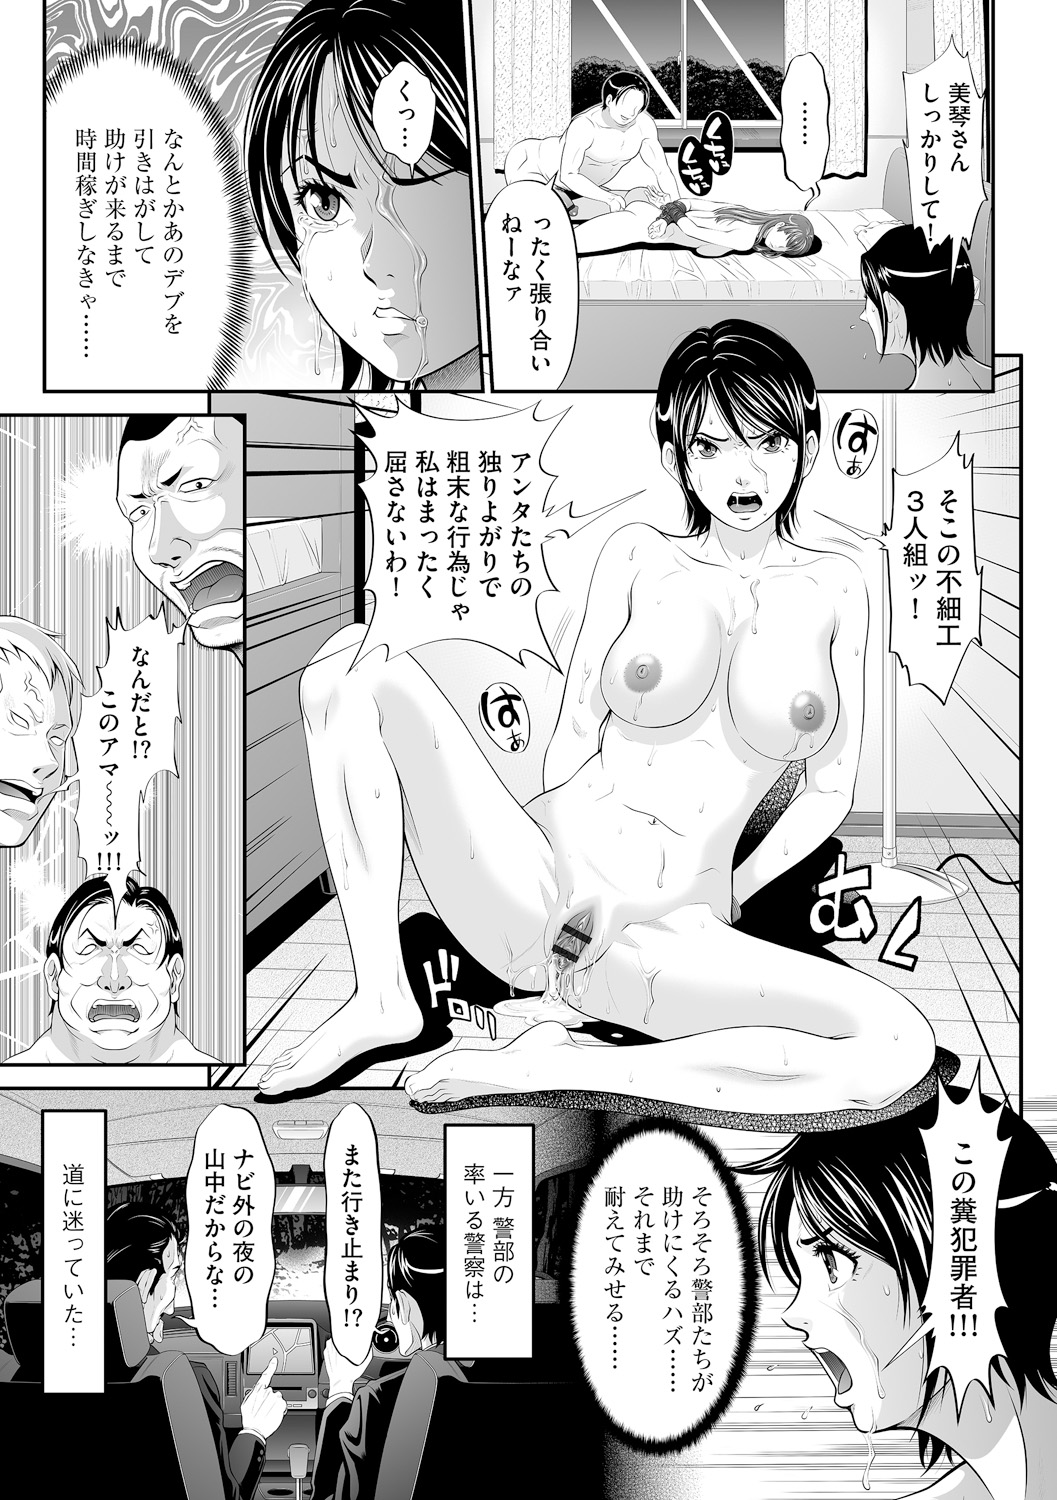 美琴さん
しっかりして!
……
くちゅ
くちゅ
ったく張り合い
ねーなァ
くっ…
なんとかあのデブを
引きはがして
助けが来るまで
時間稼ぎしなきゃ……
そこの不細工
3人組ッ!
はぁ
アンタたちの
独りよがりで
粗末な行為じゃ
私はまったく
屈さないわ!
はぁ
むく
ドロ
なんだと!?
このアマ~~ッ!!!
この糞犯罪者!!!
そろそろ警部たちが
助けにくるハズ……
それまで
耐えてみせる……
一方 警部の
率いる警察は…
また行き止まり!?
ナビ外の夜の
山中だからな…
道に迷っていた…